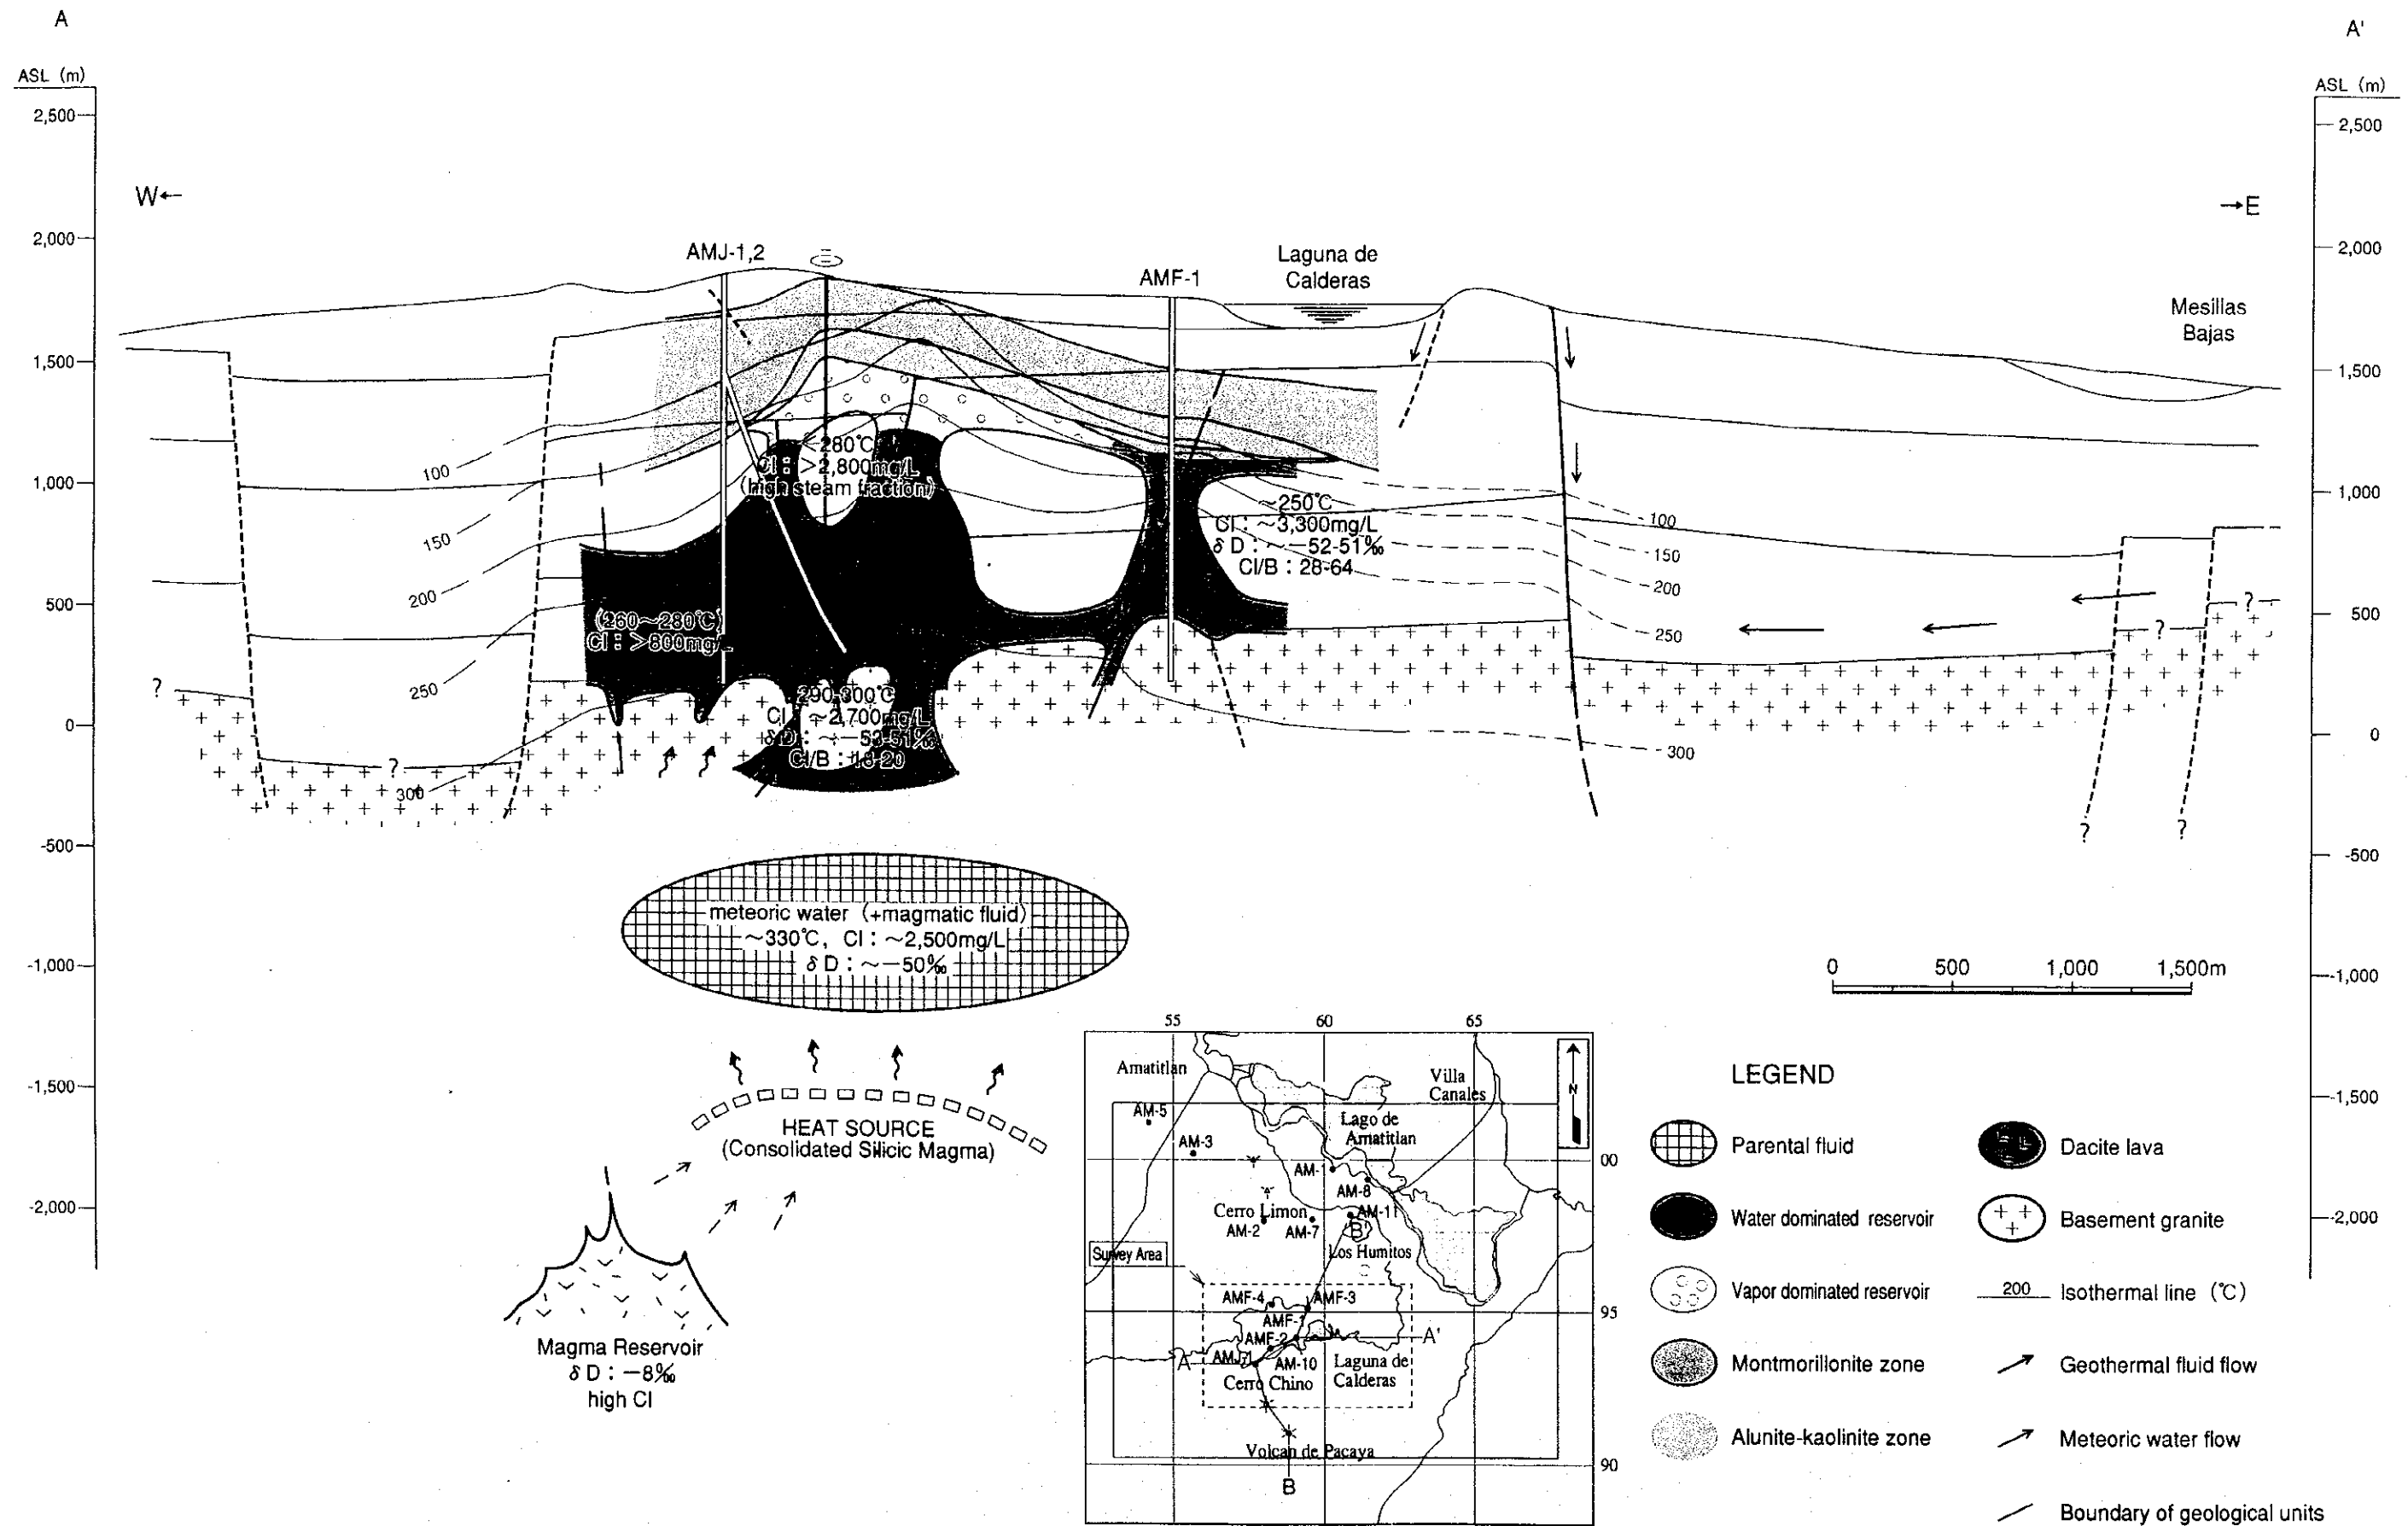 A
A'
ASL (m)
ASL (m)
2,500
2,500
W←
→E
2,000
2,000
AMJ-1,2
AMF-1
Laguna de
Calderas
Mesillas
Bajas
1,500
1,500
100
150
200
250
300
<280℃
Cl : >2,800mg/L
(high steam fraction)
~250℃
Cl : ~3,300mg/L
δD : ~-52-51‰
Cl/B : 28-64
1,000
1,000
100
150
200
250
300
500
500
(260~280℃)
Cl : >800mg/L
290-300℃
Cl : ~2,700mg/L
δD : ~-53-51‰
Cl/B : 18-20
?
?
?
?
?
?
0
0
-500
-500
meteoric water (+magmatic fluid)
~330℃, Cl : ~2,500mg/L
δD : ~-50‰
-1,000
-1,000
0 500 1,000 1,500m
-1,500
-1,500
HEAT SOURCE
(Consolidated Silicic Magma)
-2,000
-2,000
Magma Reservoir
δD : -8‰
high Cl
55 60 65
Amatitlan
Villa
Canales
N
AM-5
Lago de
Amatitlan
AM-3
AM-1
00
AM-8
Cerro Limon
AM-11
AM-2
AM-7
B'
Survey Area
Los Humitos
AMF-4
AMF-3
95
AMF-1
AMF-2
A'
A
AMJ-1
AM-10
Laguna de
Calderas
Cerro Chino
Volcan de Pacaya
90
B
LEGEND
Parental fluid
Dacite lava
Water dominated reservoir
Basement granite
Vapor dominated reservoir
200 Isothermal line (℃)
Montmorillonite zone
Geothermal fluid flow
Alunite-kaolinite zone
Meteoric water flow
Boundary of geological units